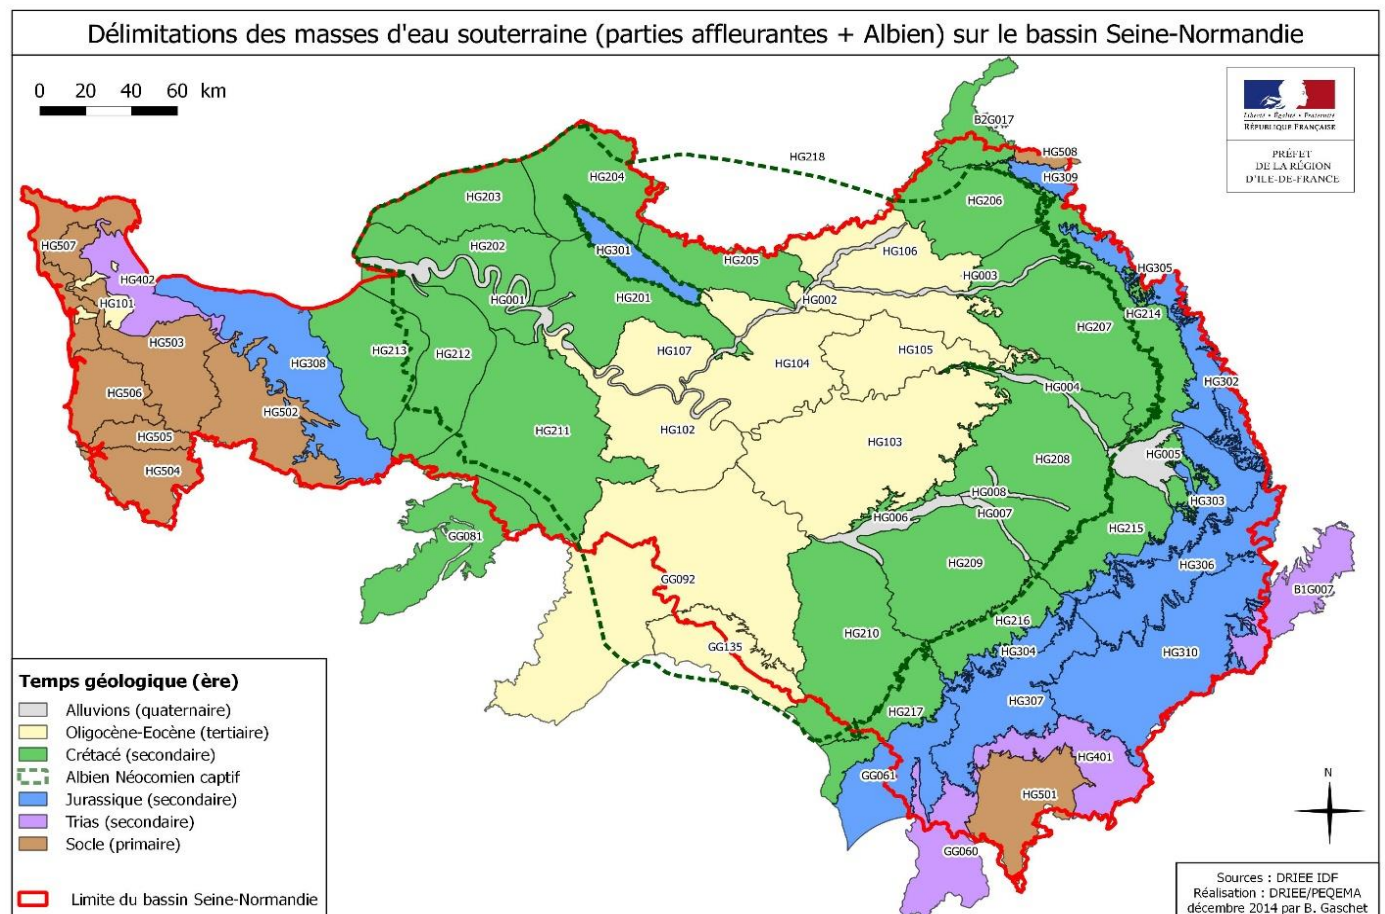 Délimitations des masses d'eau souterraine (parties affleurantes + Albien) sur le bassin Seine-Normandie
0 20 40 60 km
Liberté • Égalité • Fraternité
RÉPUBLIQUE FRANÇAISE
PRÉFET
DE LA RÉGION
D'ILE-DE-FRANCE
B2G017
HG508
HG218
HG309
HG204
HG203
HG206
HG507
HG202
HG301
HG106
HG205
HG305
HG402
HG003
HG101
HG001
HG201
HG002
HG214
HG207
HG503
HG213
HG212
HG107
HG105
HG308
HG104
HG302
HG004
HG506
HG502
HG211
HG102
HG103
HG505
HG005
HG504
HG208
HG008
HG303
HG006
HG007
HG215
GG081
HG209
HG306
GG092
B1G007
HG216
HG210
GG135
HG304
HG310
HG307
HG217
HG401
GG061
HG501
GG060
Temps géologique (ère)
Alluvions (quaternaire)
Oligocène-Eocène (tertiaire)
Crétacé (secondaire)
Albien Néocomien captif
Jurassique (secondaire)
Trias (secondaire)
Socle (primaire)
Limite du bassin Seine-Normandie
N
Sources : DRIEE IDF
Réalisation : DRIEE/PEQEMA
décembre 2014 par B. Gaschet